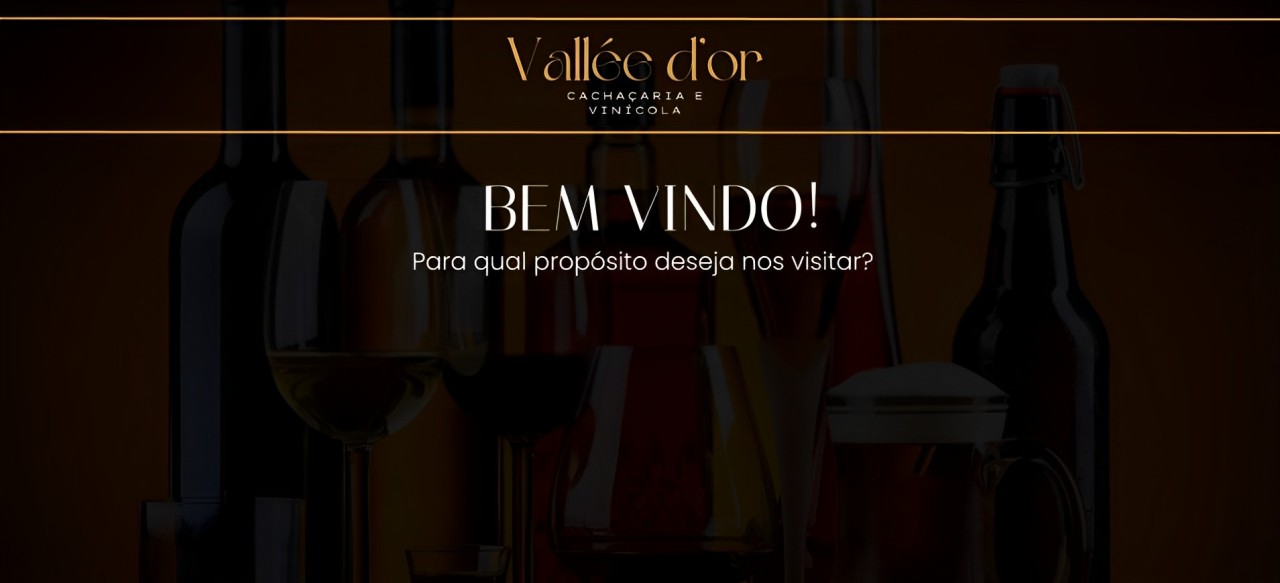 Vallée d'or
CACHAÇARIA E
VINÍCOLA
BEM VINDO!
Para qual propósito deseja nos visitar?